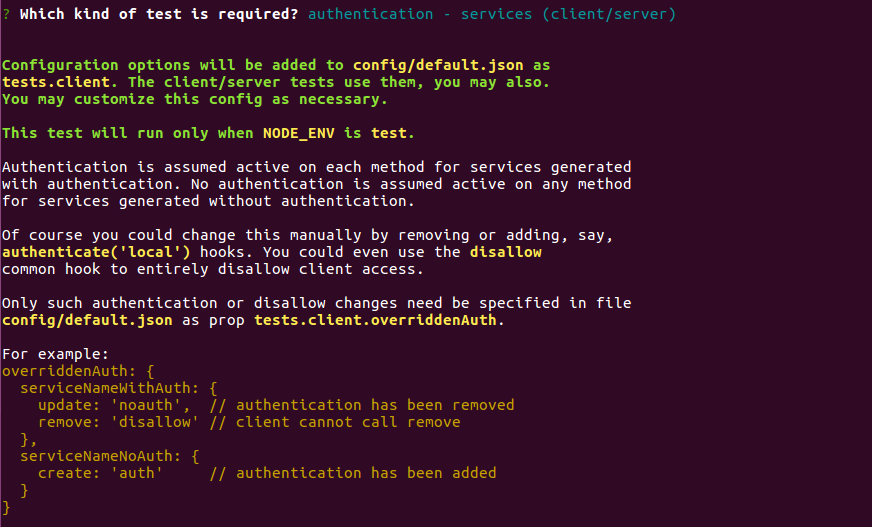 ? Which kind of test is required? authentication - services (client/server)
Configuration options will be added to config/default.json as
tests.client. The client/server tests use them, you may also.
You may customize this config as necessary.
This test will run only when NODE_ENV is test.
Authentication is assumed active on each method for services generated
with authentication. No authentication is assumed active on any method
for services generated without authentication.
Of course you could change this manually by removing or adding, say,
authenticate('local') hooks. You could even use the disallow
common hook to entirely disallow client access.
Only such authentication or disallow changes need be specified in file
config/default.json as prop tests.client.overriddenAuth.
For example:
overriddenAuth: {
  serviceNameWithAuth: {
    update: 'noauth',  // authentication has been removed
    remove: 'disallow' // client cannot call remove
  },
  serviceNameNoAuth: {
    create: 'auth'     // authentication has been added
  }
}